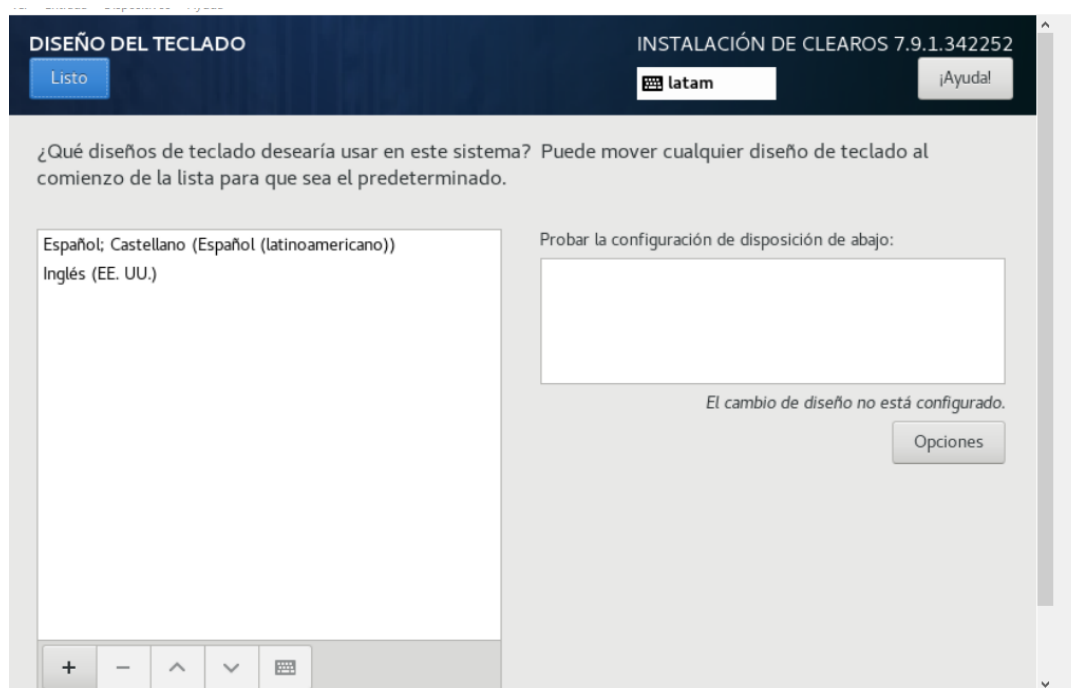 DISEÑO DEL TECLADO
INSTALACIÓN DE CLEAROS 7.9.1.342252
Listo
latam
¡Ayuda!
¿Qué diseños de teclado desearía usar en este sistema? Puede mover cualquier diseño de teclado al
comienzo de la lista para que sea el predeterminado.
Español; Castellano (Español (latinoamericano))
Inglés (EE. UU.)
Probar la configuración de disposición de abajo:
El cambio de diseño no está configurado.
Opciones